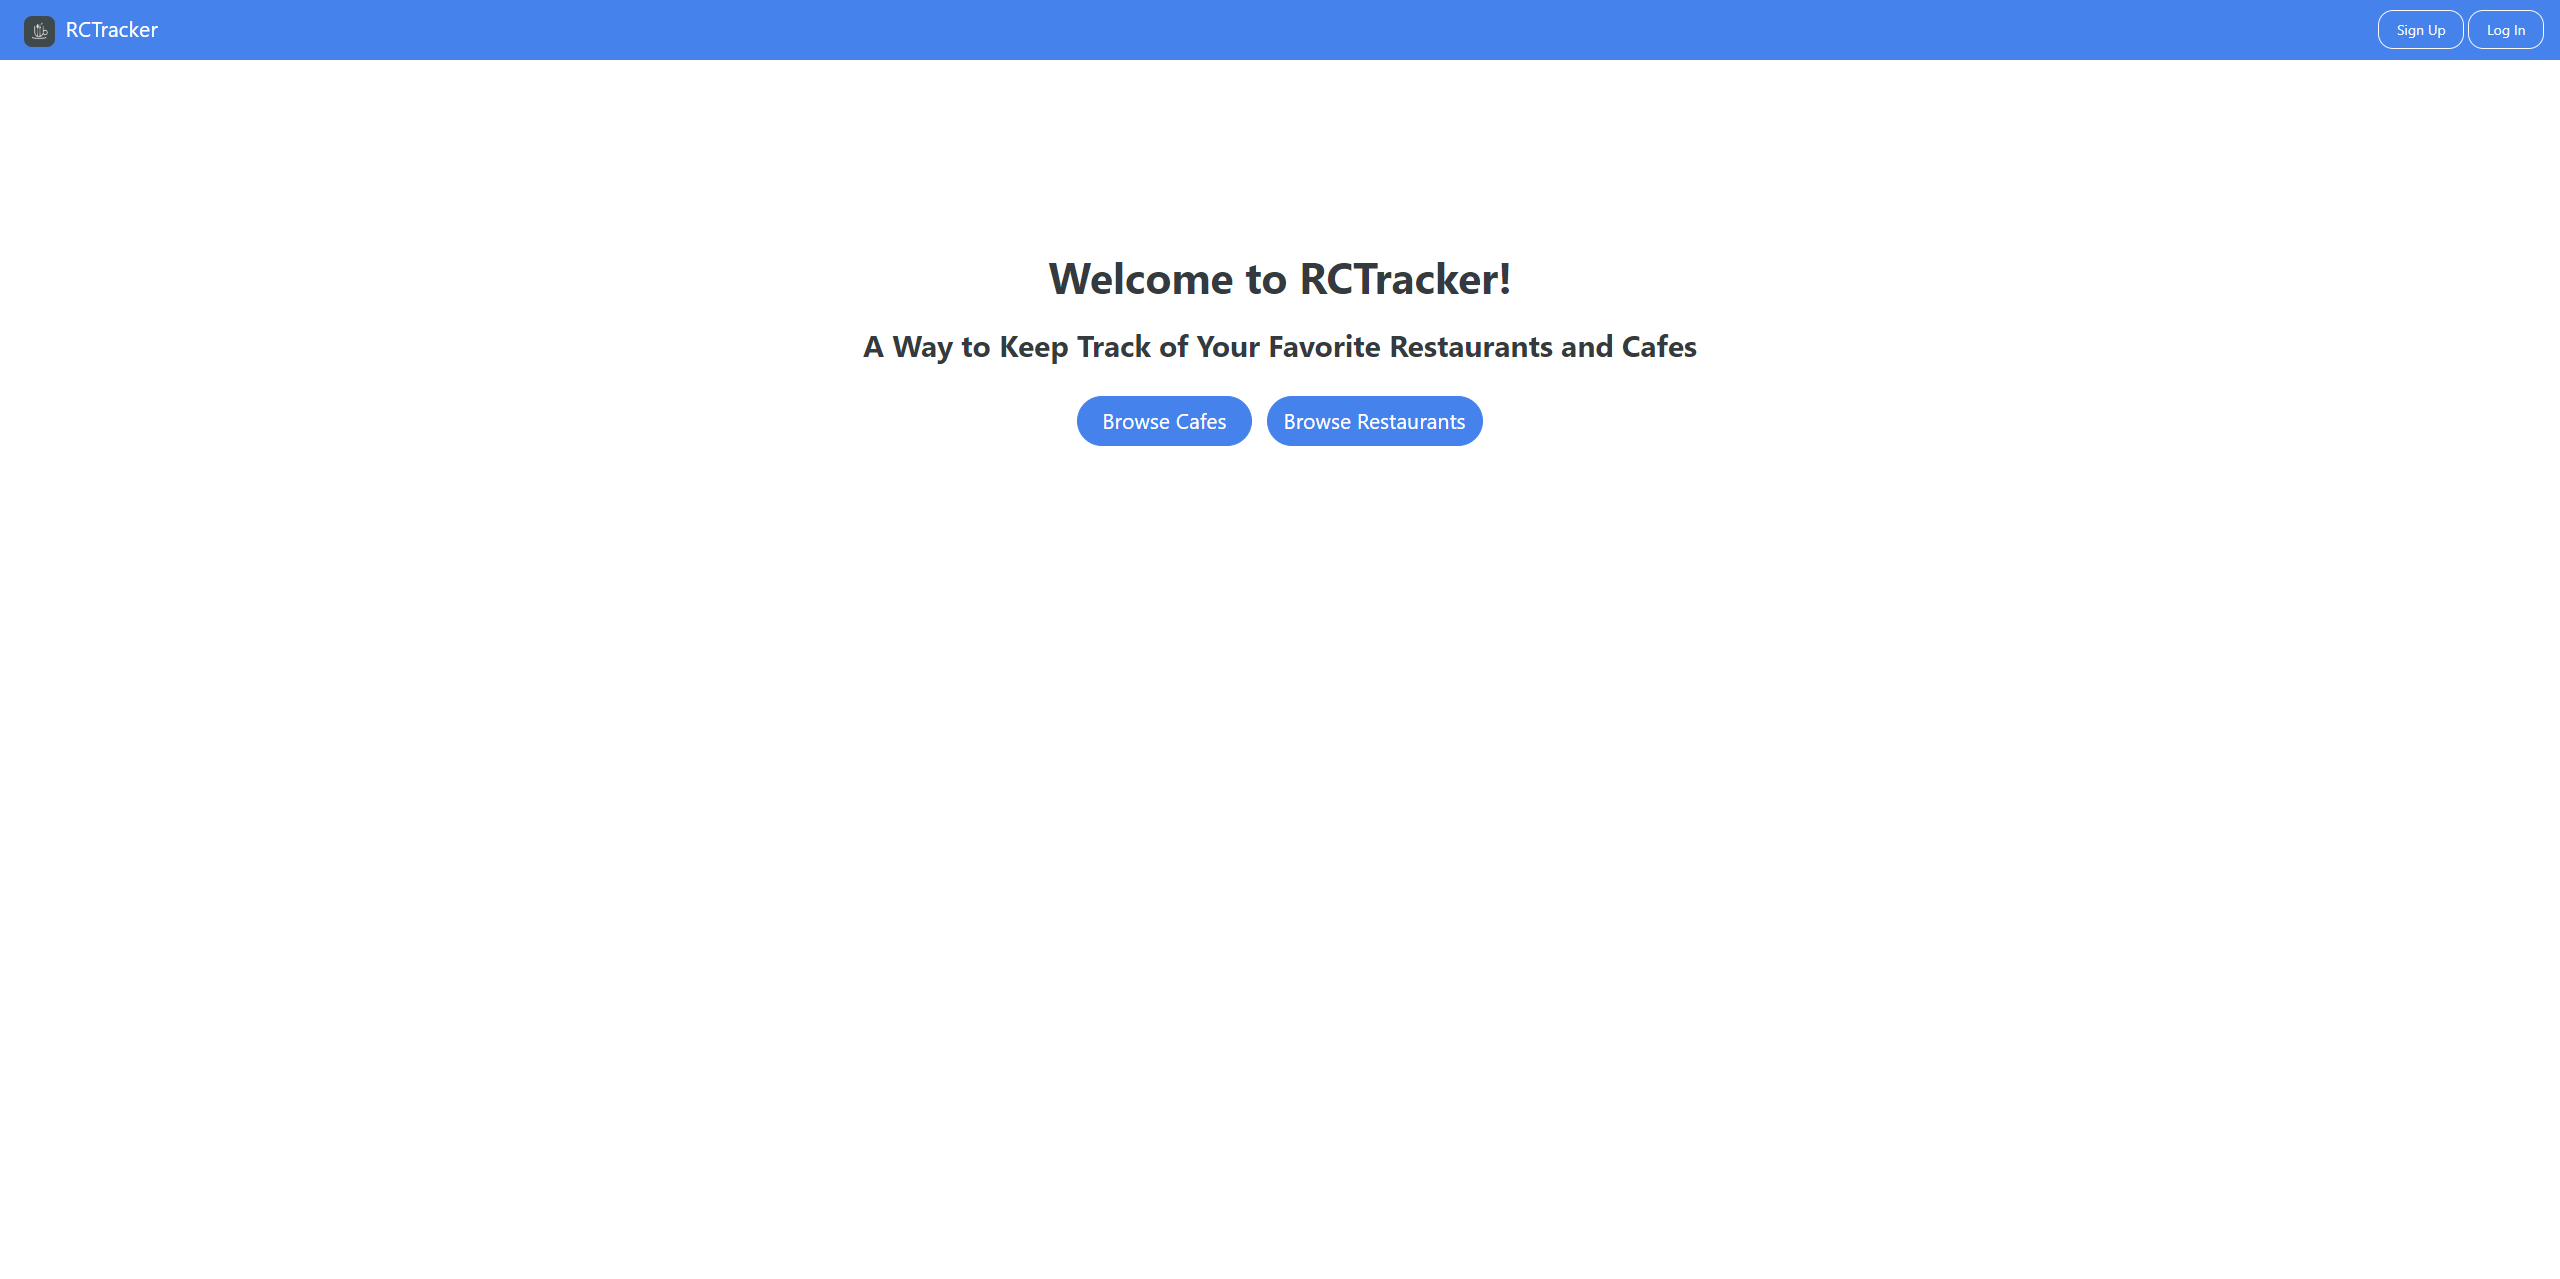 RCTracker
Sign Up
Log In
Welcome to RCTracker!
A Way to Keep Track of Your Favorite Restaurants and Cafes
Browse Cafes
Browse Restaurants